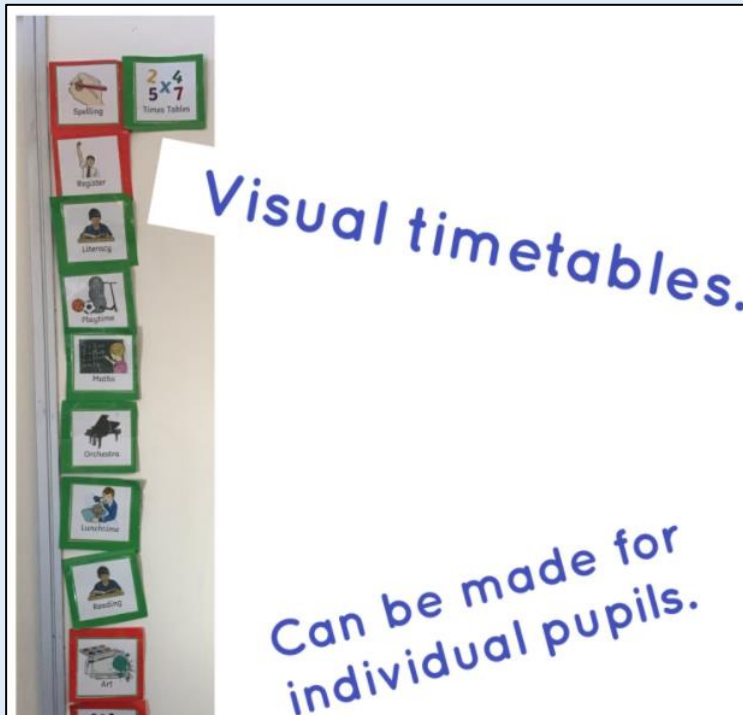 Spelling
2 4
x
5 7
Times Tables
Register
Literacy
Playtime
Maths
Orchestra
Lunchtime
Reading
Art
Visual timetables.
Can be made for
individual pupils.